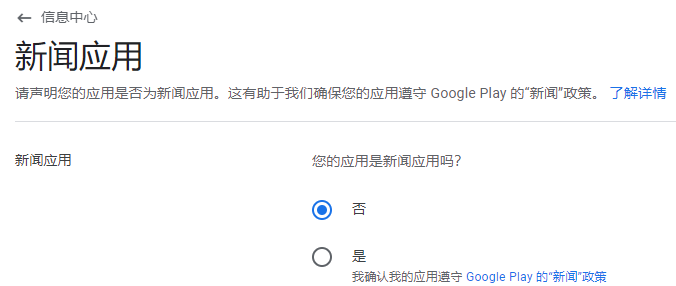 ← 信息中心
新闻应用
请声明您的应用是否为新闻应用。这有助于我们确保您的应用遵守 Google Play 的“新闻”政策。 了解详情
新闻应用
您的应用是新闻应用吗？
否
是
我确认我的应用遵守 Google Play 的“新闻”政策